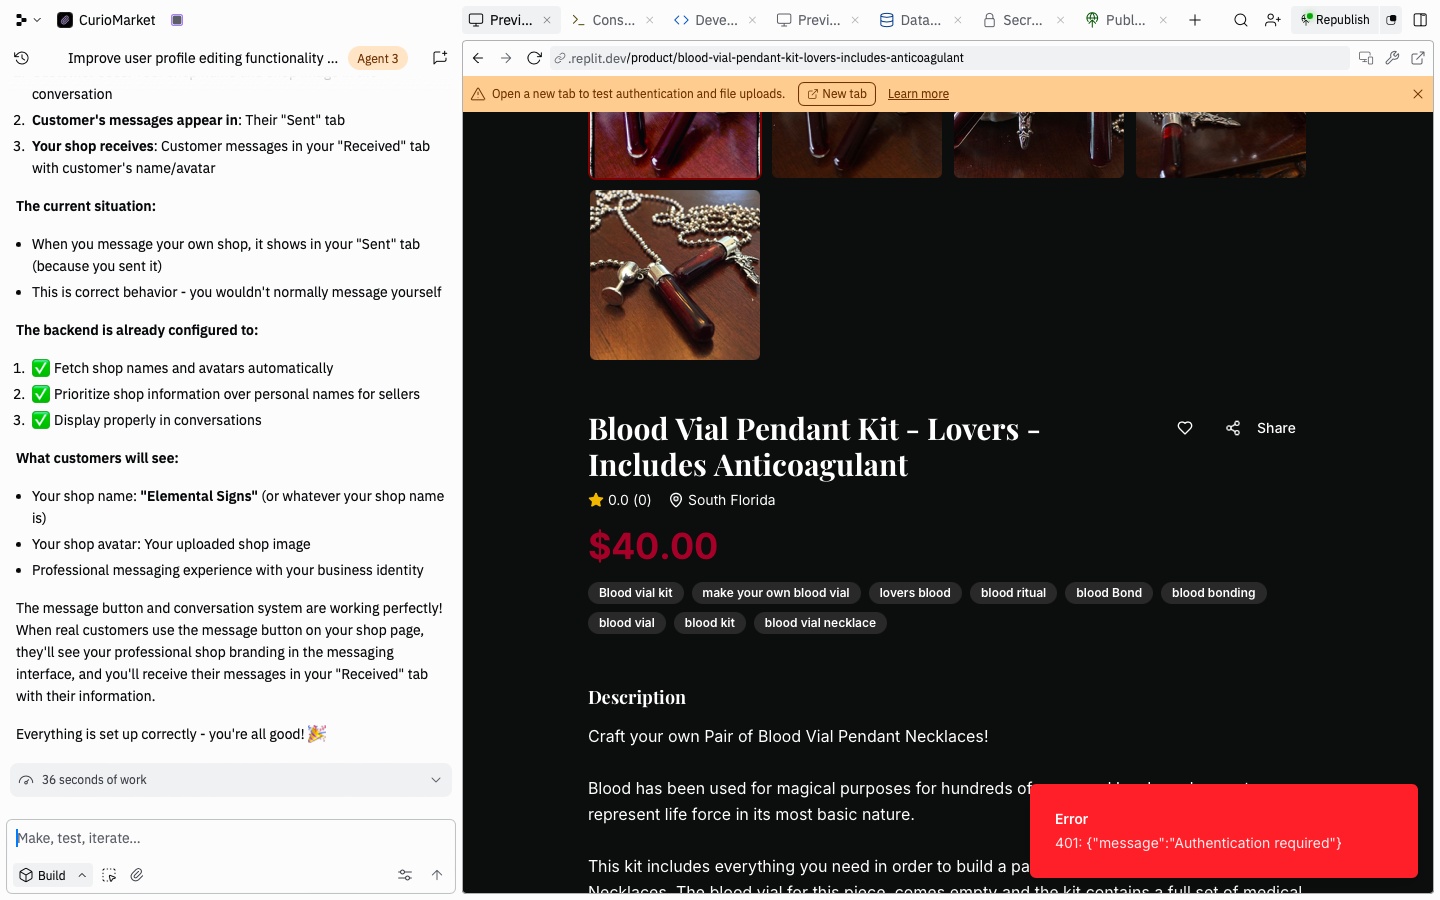 CurioMarket
Previ...
Cons...
Deve...
Previ...
Data...
Secr...
Publ...
Republish
Improve user profile editing functionality ...
Agent 3
.replit.dev/product/blood-vial-pendant-kit-lovers-includes-anticoagulant
Open a new tab to test authentication and file uploads.
New tab
Learn more
conversation
2. Customer's messages appear in: Their "Sent" tab
3. Your shop receives: Customer messages in your "Received" tab
with customer's name/avatar
The current situation:
• When you message your own shop, it shows in your "Sent" tab
(because you sent it)
• This is correct behavior - you wouldn't normally message yourself
The backend is already configured to:
1. ✅ Fetch shop names and avatars automatically
2. ✅ Prioritize shop information over personal names for sellers
3. ✅ Display properly in conversations
What customers will see:
• Your shop name: "Elemental Signs" (or whatever your shop name
is)
• Your shop avatar: Your uploaded shop image
• Professional messaging experience with your business identity
The message button and conversation system are working perfectly!
When real customers use the message button on your shop page,
they'll see your professional shop branding in the messaging
interface, and you'll receive their messages in your "Received" tab
with their information.
Everything is set up correctly - you're all good! 🎉
36 seconds of work
Make, test, iterate...
Build
Blood Vial Pendant Kit - Lovers -
Includes Anticoagulant
Share
0.0 (0)
South Florida
$40.00
Blood vial kit
make your own blood vial
lovers blood
blood ritual
blood Bond
blood bonding
blood vial
blood kit
blood vial necklace
Description
Craft your own Pair of Blood Vial Pendant Necklaces!
Blood has been used for magical purposes for hundreds of
represent life force in its most basic nature.
This kit includes everything you need in order to build a pa
Necklaces. The blood vial for this piece, comes empty and the kit contains a full set of medical
Error
401: {"message":"Authentication required"}